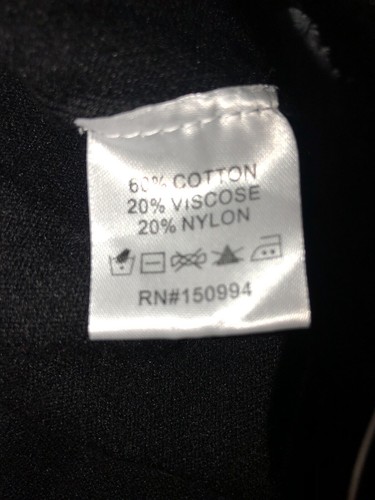 60% COTTON
20% VISCOSE
20% NYLON
RN#150994